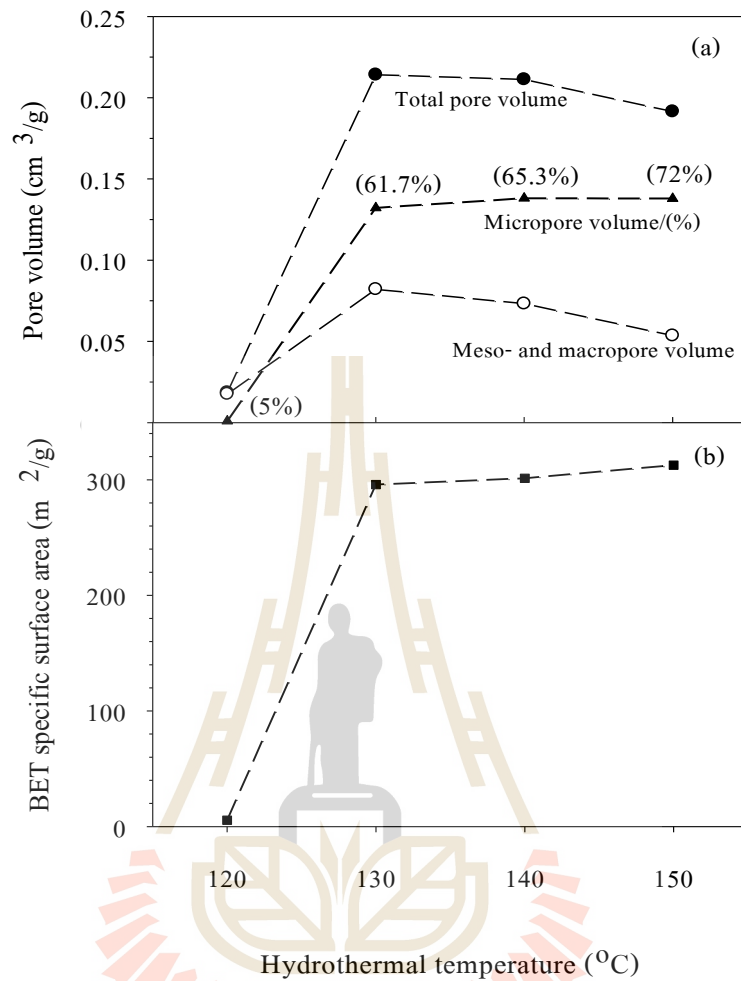 0.25
(a)
0.20
Total pore volume
Pore volume (cm ³/g)
0.15
(61.7%)
(65.3%)
(72%)
Micropore volume/(%)
0.10
0.05
Meso- and macropore volume
(5%)
(b)
300
BET specific surface area (m ²/g)
200
100
0
120 130 140 150
Hydrothermal temperature (ᴼC)